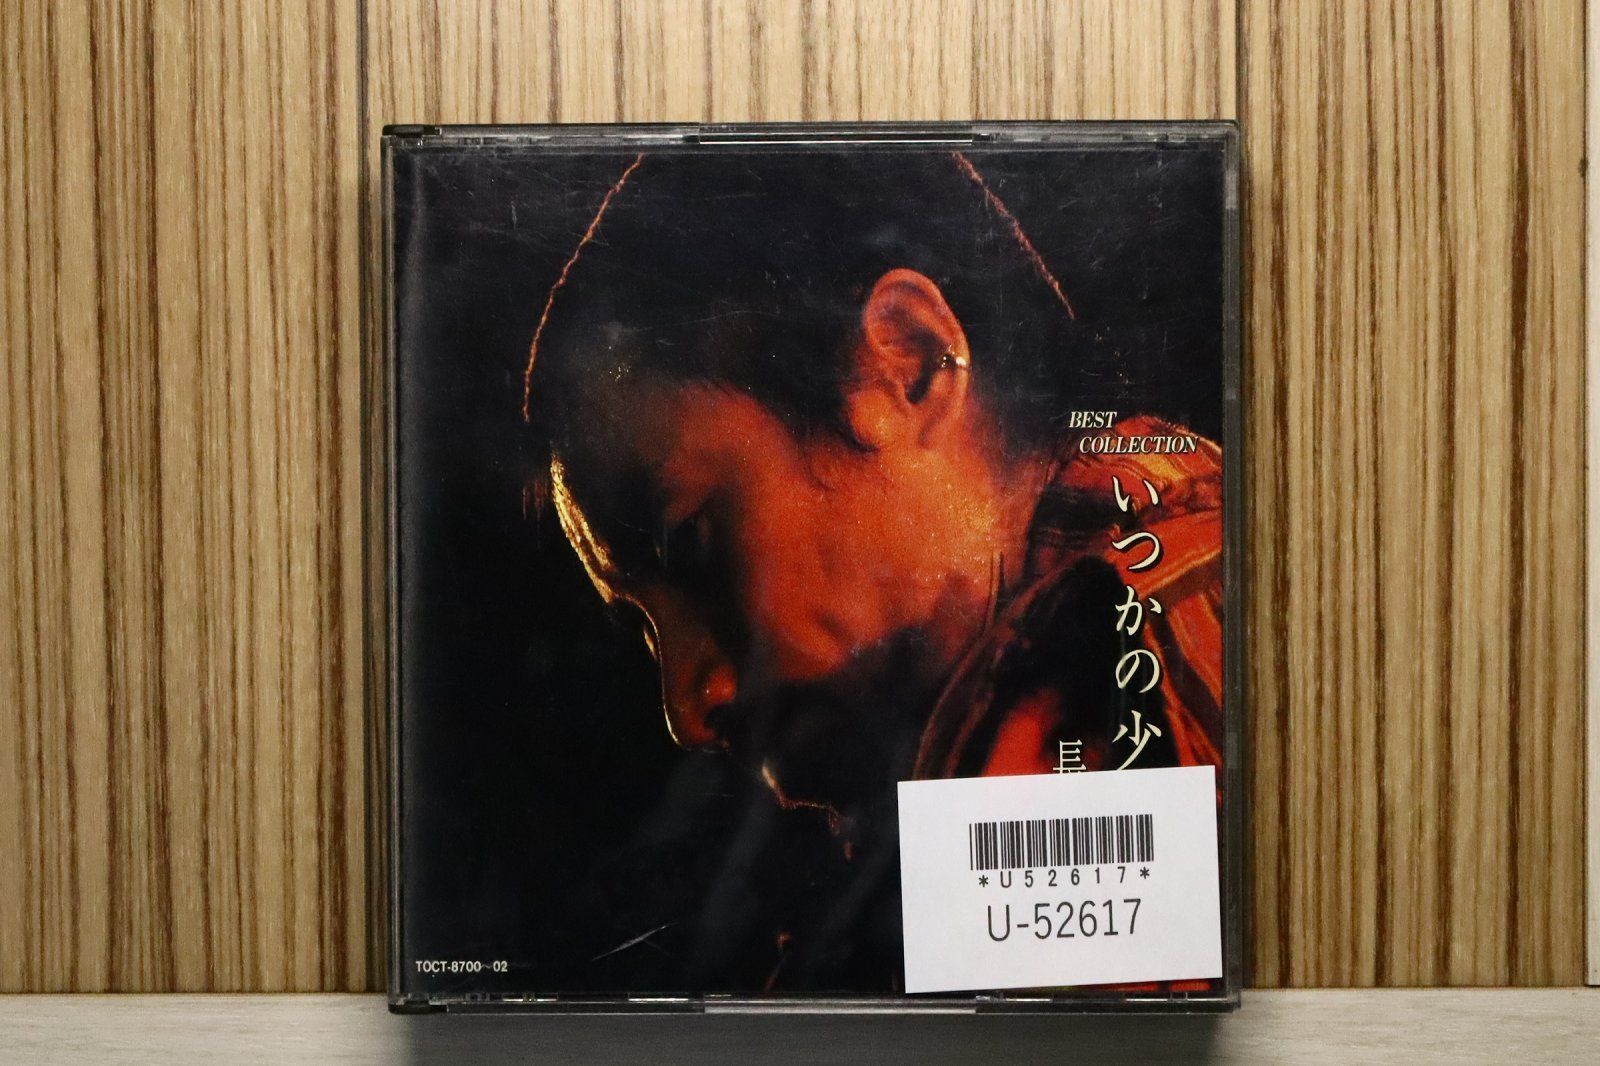 BEST
COLLECTION
いつかの少
長
*U52617*
U-52617
TOCT-8700~02